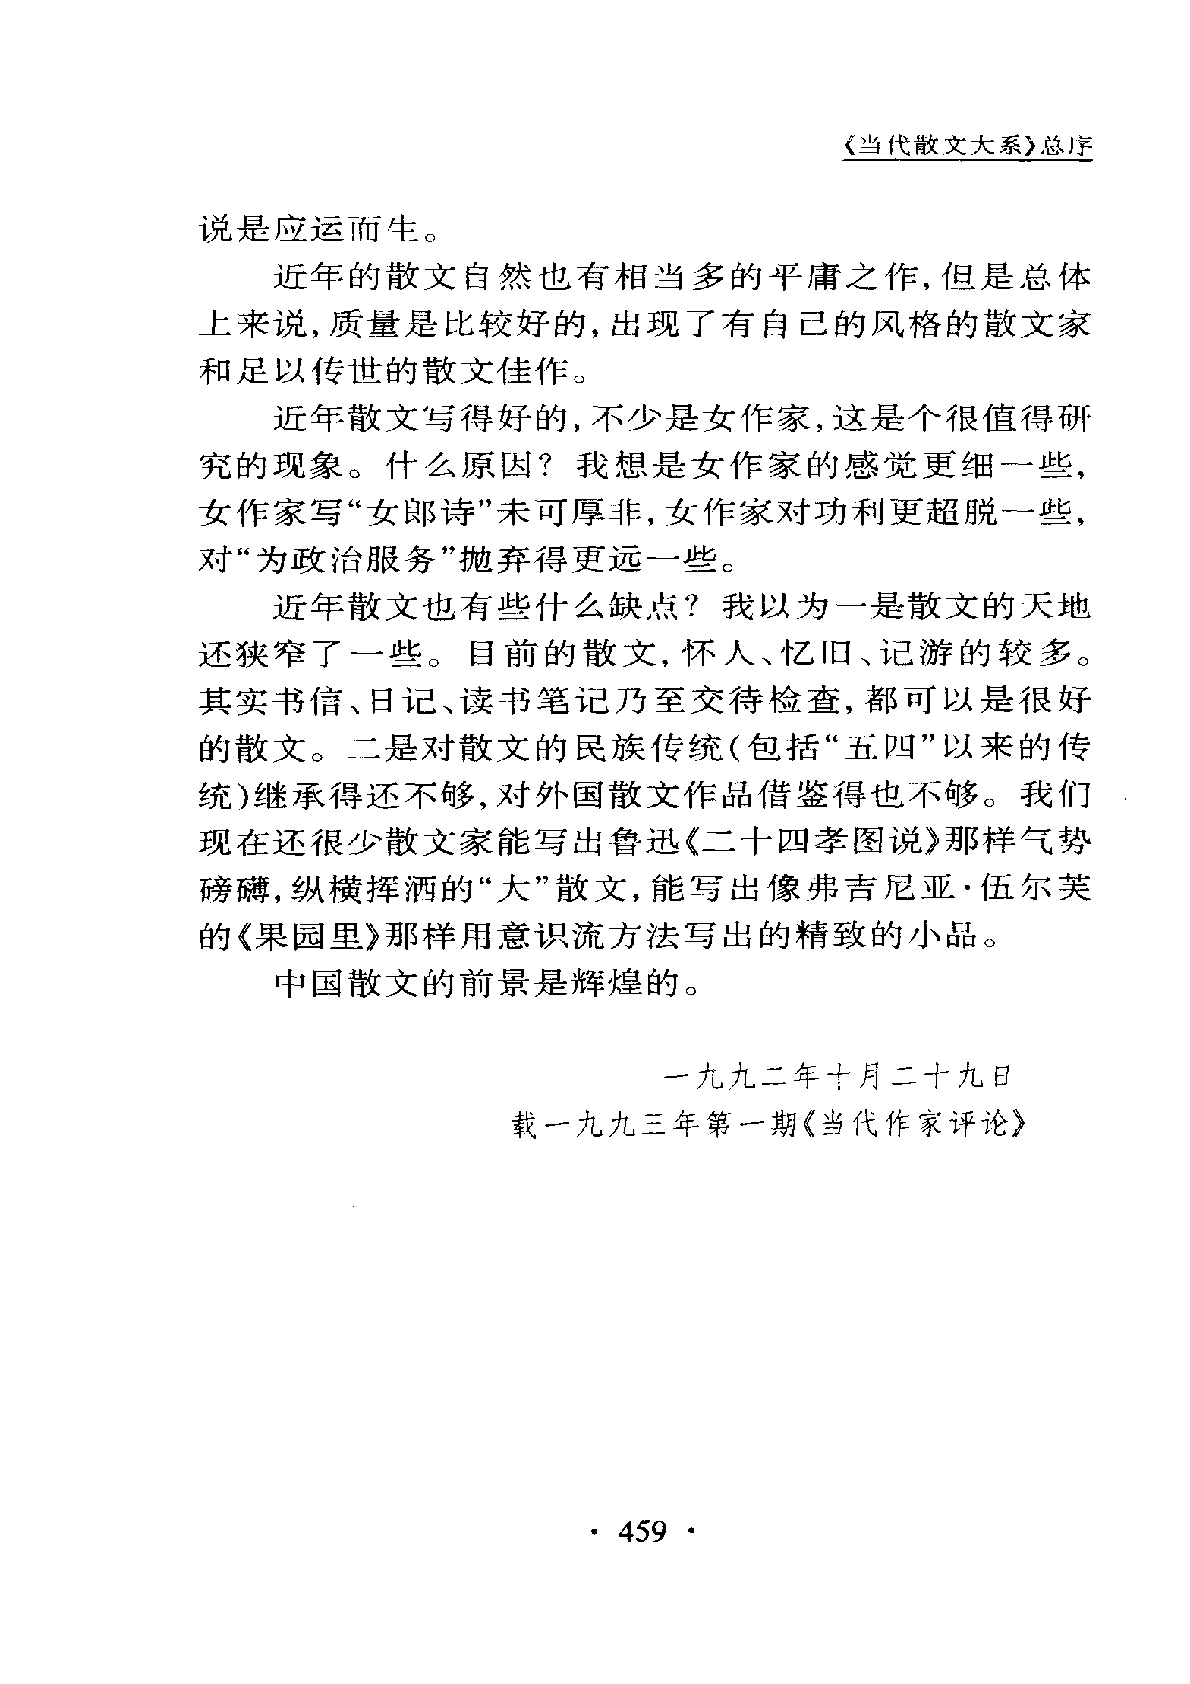 《当代散文大系》总序
说是应运而生。
近年的散文自然也有相当多的平庸之作,但是总体
上来说,质量是比较好的,出现了有自己的风格的散文家
和足以传世的散文佳作。
近年散文写得好的,不少是女作家,这是个很值得研
究的现象。什么原因?我想是女作家的感觉更细一些,
女作家写“女郎诗”未可厚非,女作家对功利更超脱一些,
对“为政治服务”抛弃得更远一些。
近年散文也有些什么缺点?我以为一是散文的天地
还狭窄了一些。目前的散文,怀人、忆旧、记游的较多。
其实书信、日记、读书笔记乃至交待检查,都可以是很好
的散文。二是对散文的民族传统(包括“五四”以来的传
统)继承得还不够,对外国散文作品借鉴得也不够。我们
现在还很少散文家能写出鲁迅《二十四孝图说》那样气势
磅礴,纵横挥洒的“大”散文,能写出像弗吉尼亚·伍尔芙
的《果园里》那样用意识流方法写出的精致的小品。
中国散文的前景是辉煌的。
一九九二年十月二十九日
载一九九三年第一期《当代作家评论》
· 459 ·